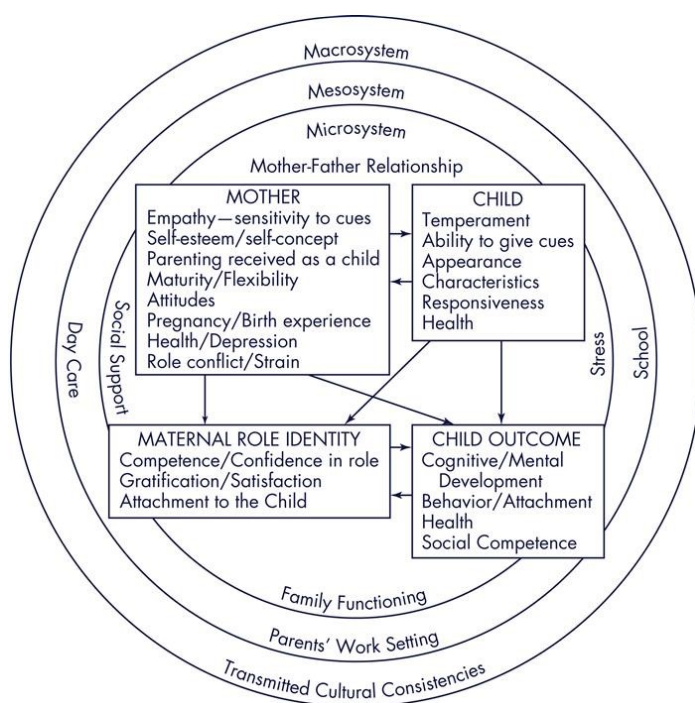 Macrosystem
Mesosystem
Microsystem
Mother-Father Relationship
MOTHER
Empathy—sensitivity to cues
Self-esteem/self-concept
Parenting received as a child
Maturity/Flexibility
Attitudes
Pregnancy/Birth experience
Health/Depression
Role conflict/Strain
CHILD
Temperament
Ability to give cues
Appearance
Characteristics
Responsiveness
Health
Day Care
Social Support
Stress
School
MATERNAL ROLE IDENTITY
Competence/Confidence in role
Gratification/Satisfaction
Attachment to the Child
CHILD OUTCOME
Cognitive/Mental
Development
Behavior/Attachment
Health
Social Competence
Family Functioning
Parents’ Work Setting
Transmitted Cultural Consistencies